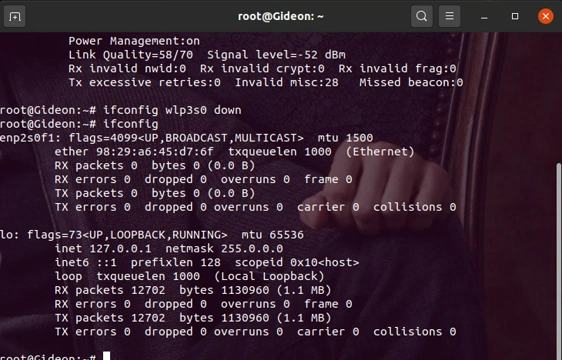 root@Gideon: ~
Power Management:on
Link Quality=58/70  Signal level=-52 dBm
Rx invalid nwid:0  Rx invalid crypt:0  Rx invalid frag:0
Tx excessive retries:0  Invalid misc:28   Missed beacon:0
root@Gideon:~# ifconfig wlp3s0 down
root@Gideon:~# ifconfig
enp2s0f1: flags=4099<UP,BROADCAST,MULTICAST>  mtu 1500
ether 98:29:a6:45:d7:6f  txqueuelen 1000  (Ethernet)
RX packets 0  bytes 0 (0.0 B)
RX errors 0  dropped 0  overruns 0  frame 0
TX packets 0  bytes 0 (0.0 B)
TX errors 0  dropped 0 overruns 0  carrier 0  collisions 0
lo: flags=73<UP,LOOPBACK,RUNNING>  mtu 65536
inet 127.0.0.1  netmask 255.0.0.0
inet6 ::1  prefixlen 128  scopeid 0x10<host>
loop  txqueuelen 1000  (Local Loopback)
RX packets 12702  bytes 1130960 (1.1 MB)
RX errors 0  dropped 0  overruns 0  frame 0
TX packets 12702  bytes 1130960 (1.1 MB)
TX errors 0  dropped 0 overruns 0  carrier 0  collisions 0
root@Gideon:~#